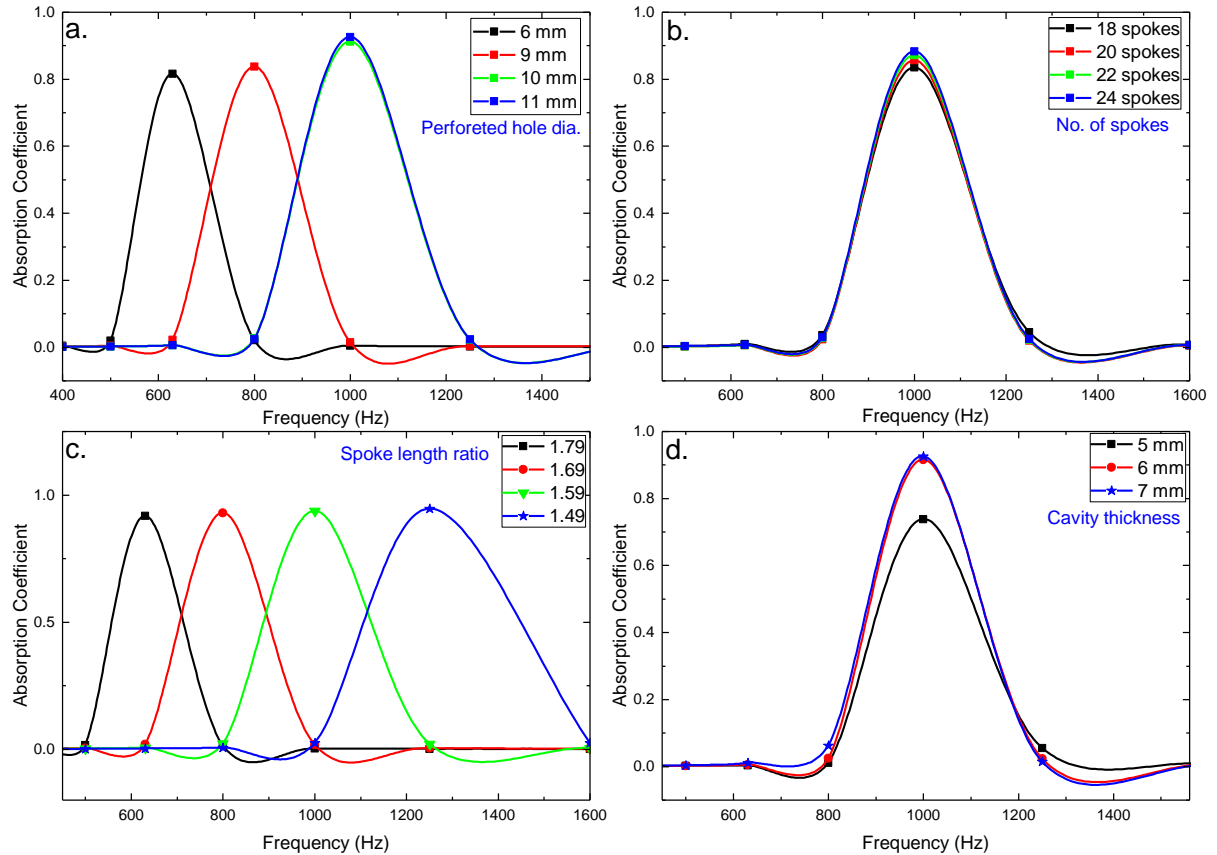 a.
6 mm
9 mm
10 mm
11 mm
Perforeted hole dia.
1.0
0.8
0.6
0.4
0.2
0.0
Absorption Coefficient
400 600 800 1000 1200 1400
Frequency (Hz)
b.
18 spokes
20 spokes
22 spokes
24 spokes
No. of spokes
1.0
0.8
0.6
0.4
0.2
0.0
Absorption Coefficient
600 800 1000 1200 1400 1600
Frequency (Hz)
c.
Spoke length ratio
1.79
1.69
1.59
1.49
1.0
0.5
0.0
Absorption Coefficient
600 800 1000 1200 1400 1600
Frequency (Hz)
d.
5 mm
6 mm
7 mm
Cavity thickness
1.0
0.8
0.6
0.4
0.2
0.0
Absorption Coefficient
600 800 1000 1200 1400
Frequency (Hz)